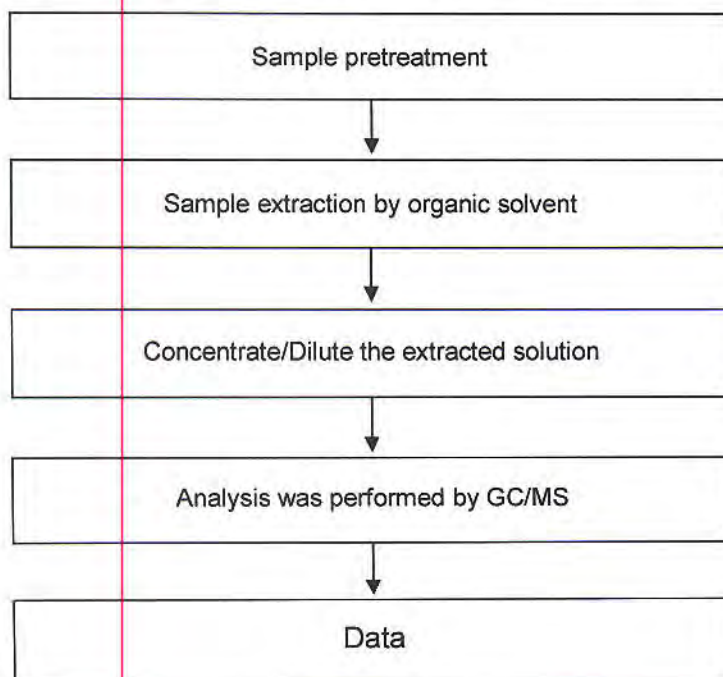 Sample pretreatment
Sample extraction by organic solvent
Concentrate/Dilute the extracted solution
Analysis was performed by GC/MS
Data